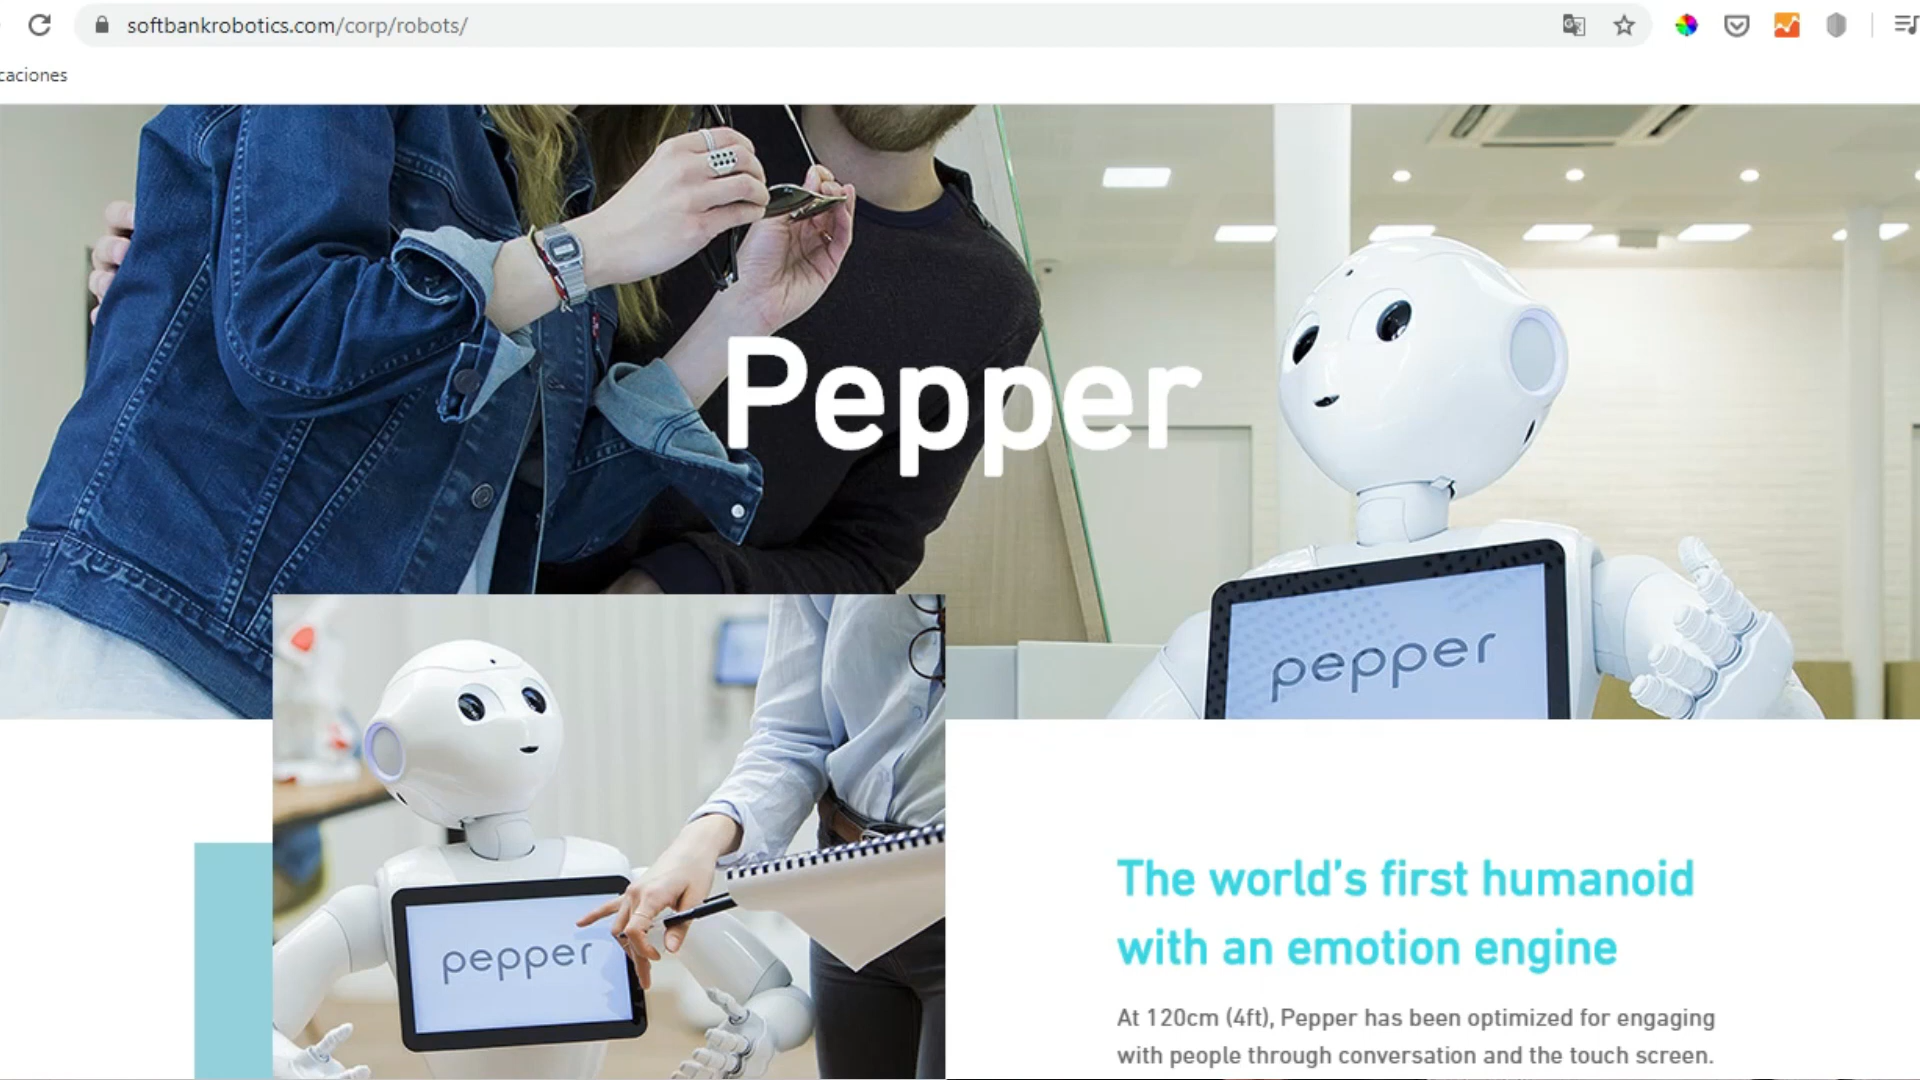 softbankrobotics.com/corp/robots/
caciones
Pepper
pepper
pepper
The world's first humanoid
with an emotion engine
At 120cm (4ft), Pepper has been optimized for engaging
with people through conversation and the touch screen.